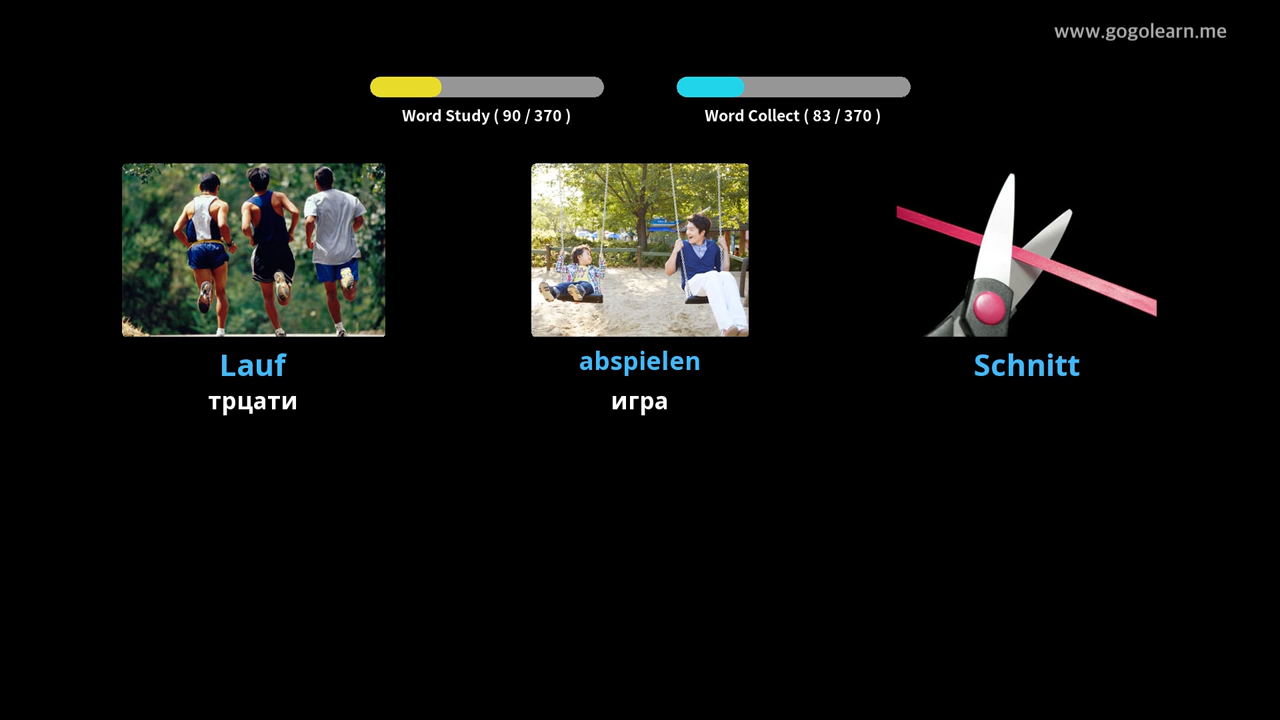 www.gogolearn.me
Word Study ( 90 / 370 )
Word Collect ( 83 / 370 )
Lauf
abspielen
Schnitt
трцати
игра